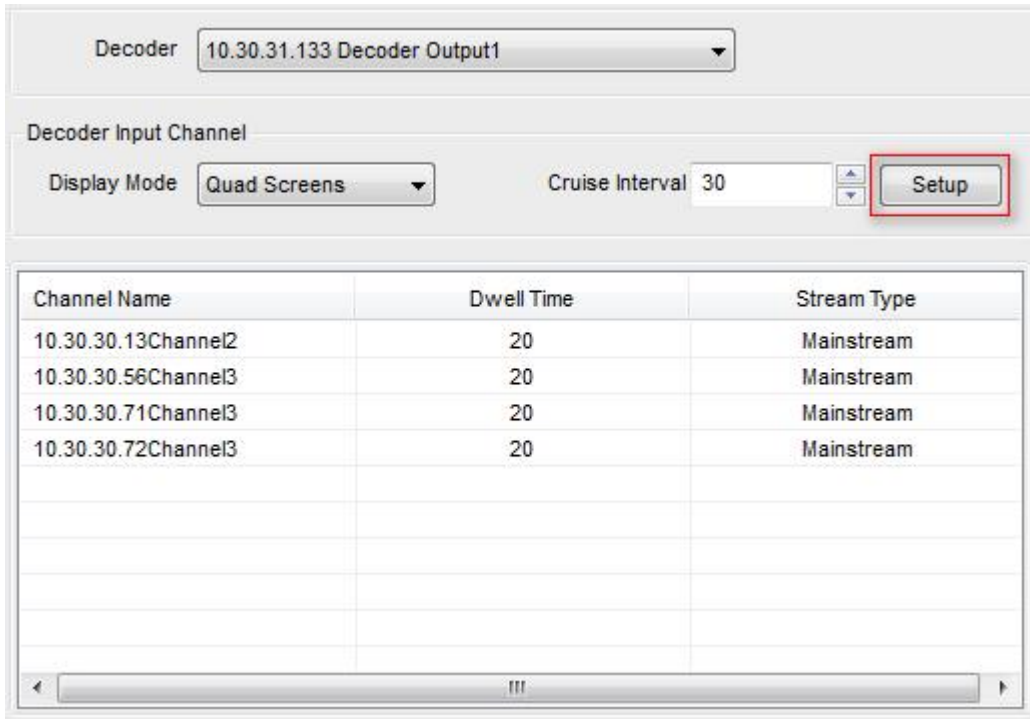 Decoder 10.30.31.133 Decoder Output1
Decoder Input Channel
Display Mode Quad Screens Cruise Interval 30 Setup
Channel Name Dwell Time Stream Type
10.30.30.13Channel2 20 Mainstream
10.30.30.56Channel3 20 Mainstream
10.30.30.71Channel3 20 Mainstream
10.30.30.72Channel3 20 Mainstream